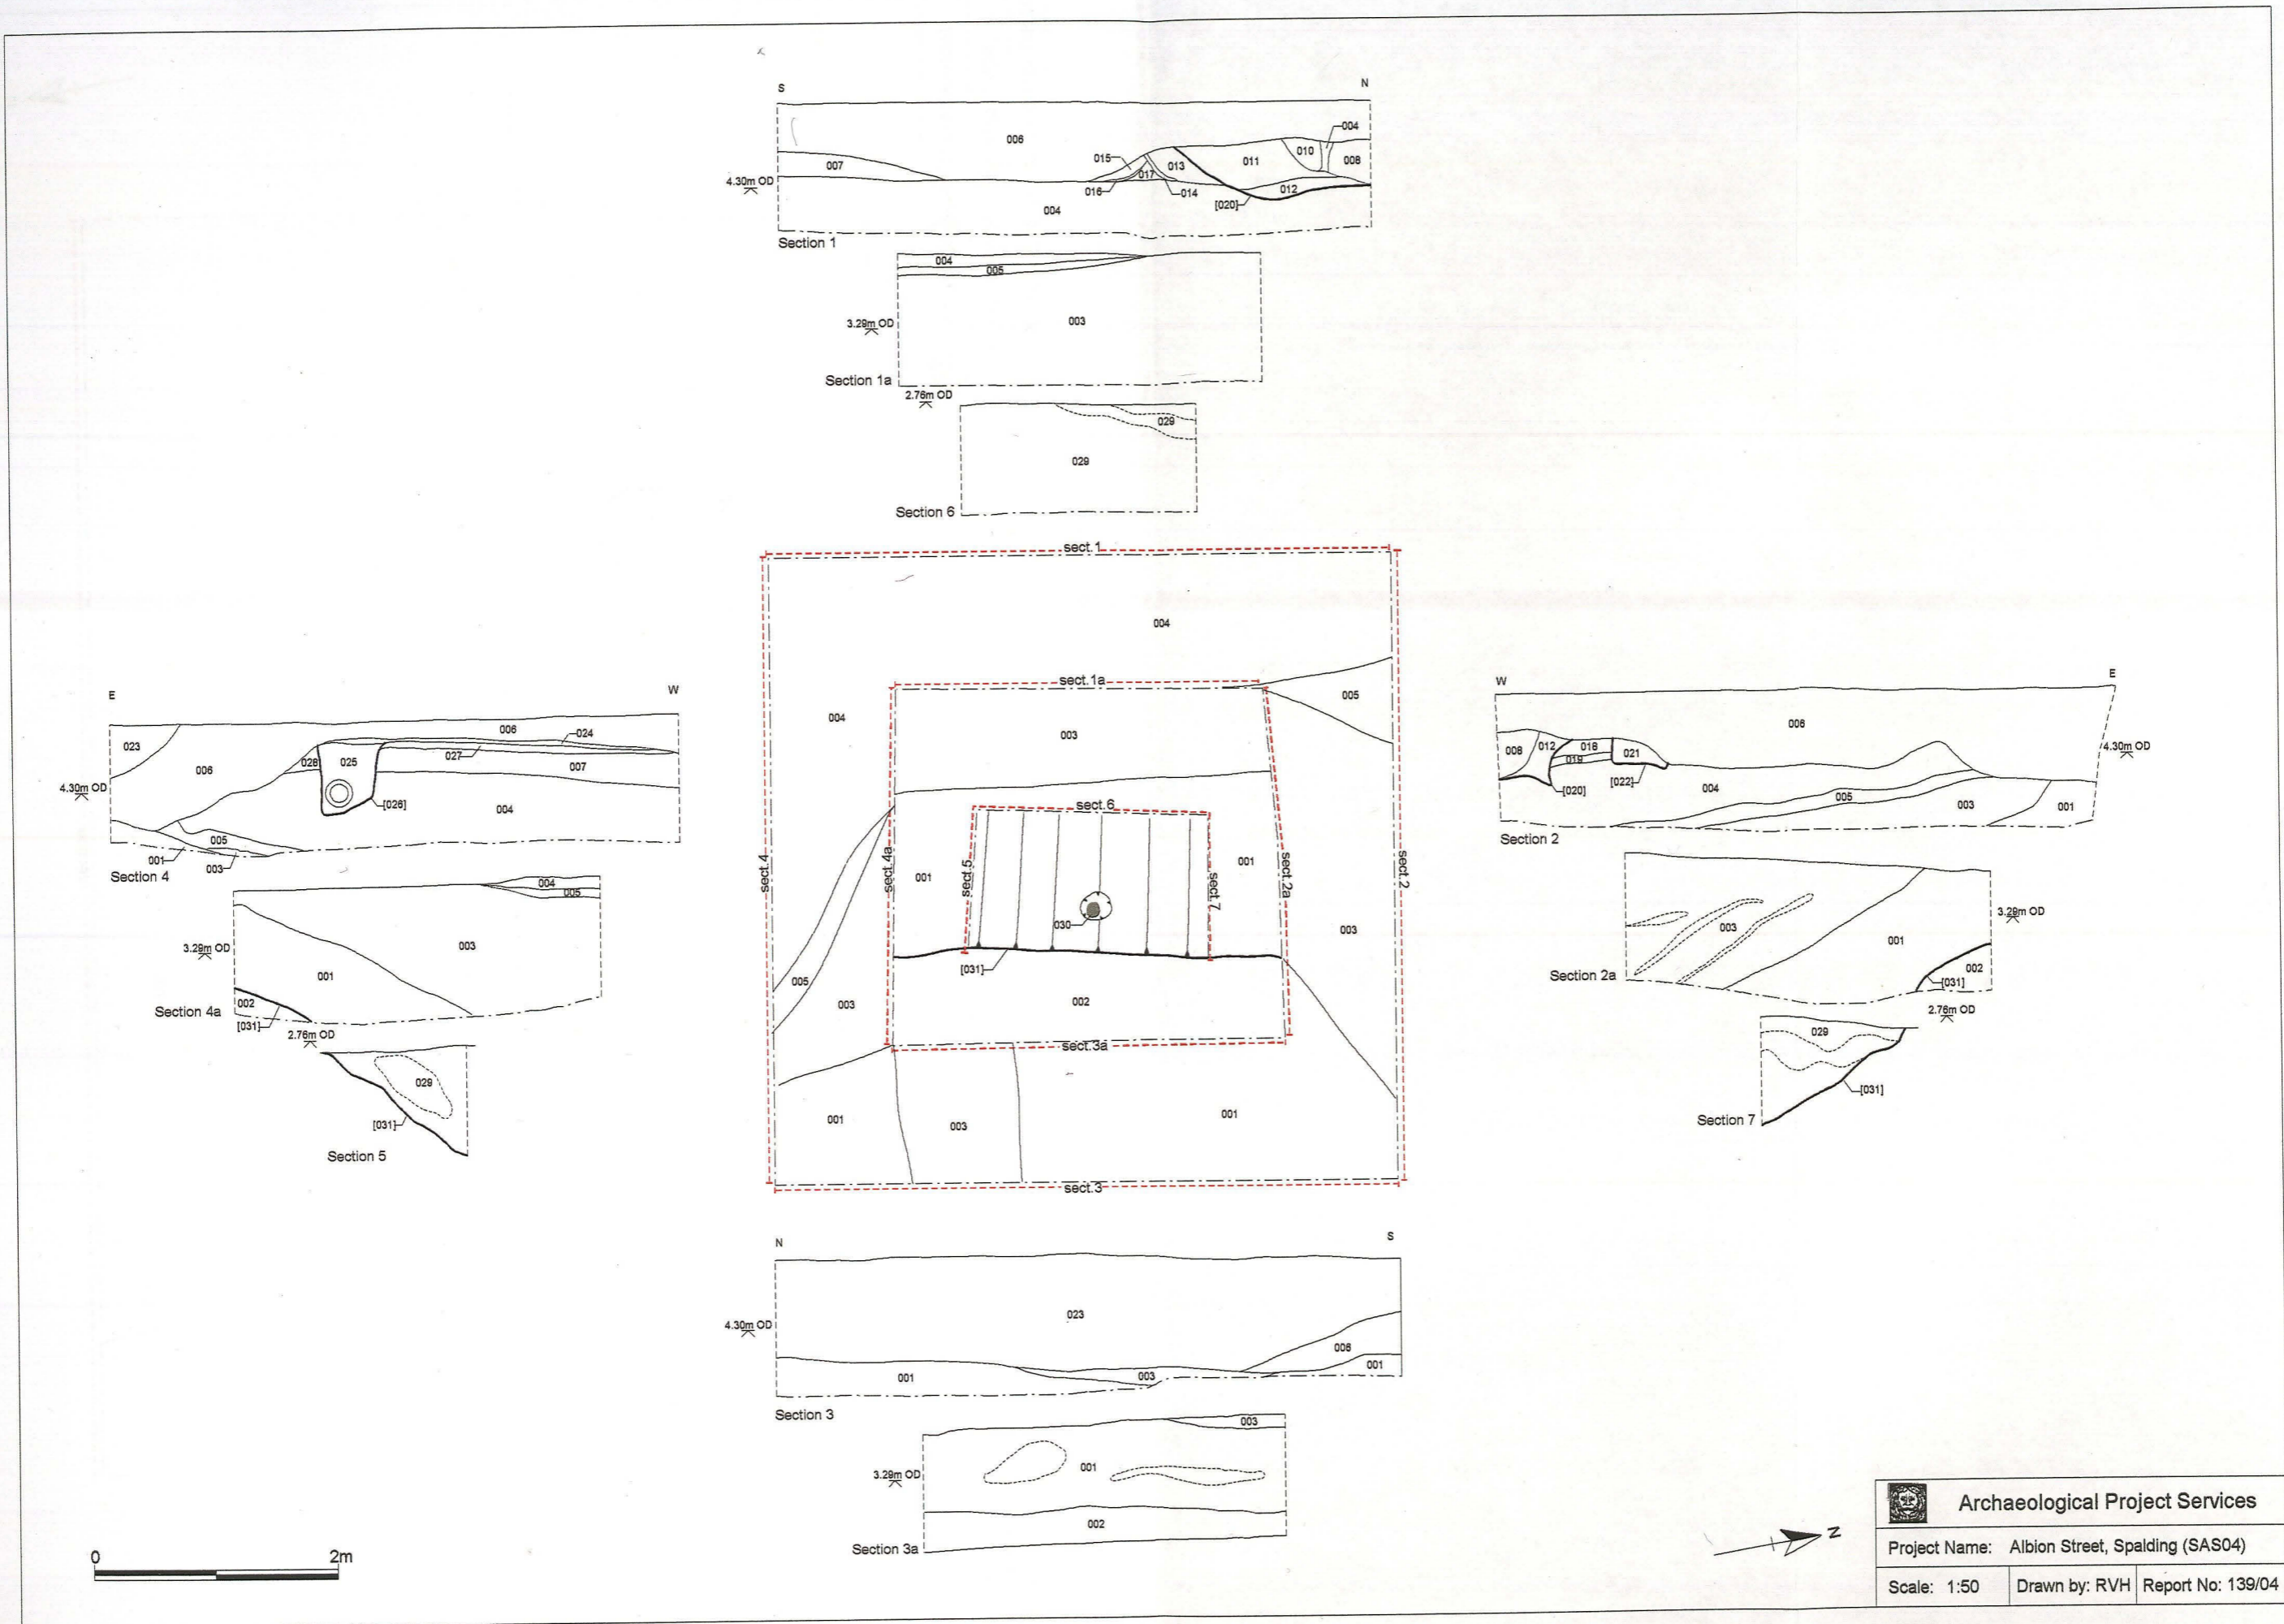 S
N
006
004
007
015
013
011
010
008
4.30m OD
016
017
014
012
[020]
004
Section 1
004
005
003
3.29m OD
Section 1a
2.76m OD
029
029
Section 6
sect.1
004
sect.1a
004
005
003
sect.6
sect.4
sect.4a
sect.5
sect.7
sect.2a
sect.2
001
001
030
[031]
005
003
003
002
sect.3a
001
003
001
sect.3
E
W
023
006
006
024
027
028
025
007
4.30m OD
[026]
004
005
001
003
Section 4
004
005
3.29m OD
003
001
002
Section 4a
[031]
2.76m OD
029
[031]
Section 5
W
E
006
008
012
018
021
019
4.30m OD
[020]
[022]
004
005
003
001
Section 2
003
001
3.29m OD
002
Section 2a
[031]
2.76m OD
029
[031]
Section 7
N
S
4.30m OD
023
006
001
001
003
Section 3
003
3.29m OD
001
002
Section 3a
0
2m
Z
Archaeological Project Services
Project Name: Albion Street, Spalding (SAS04)
Scale: 1:50
Drawn by: RVH
Report No: 139/04